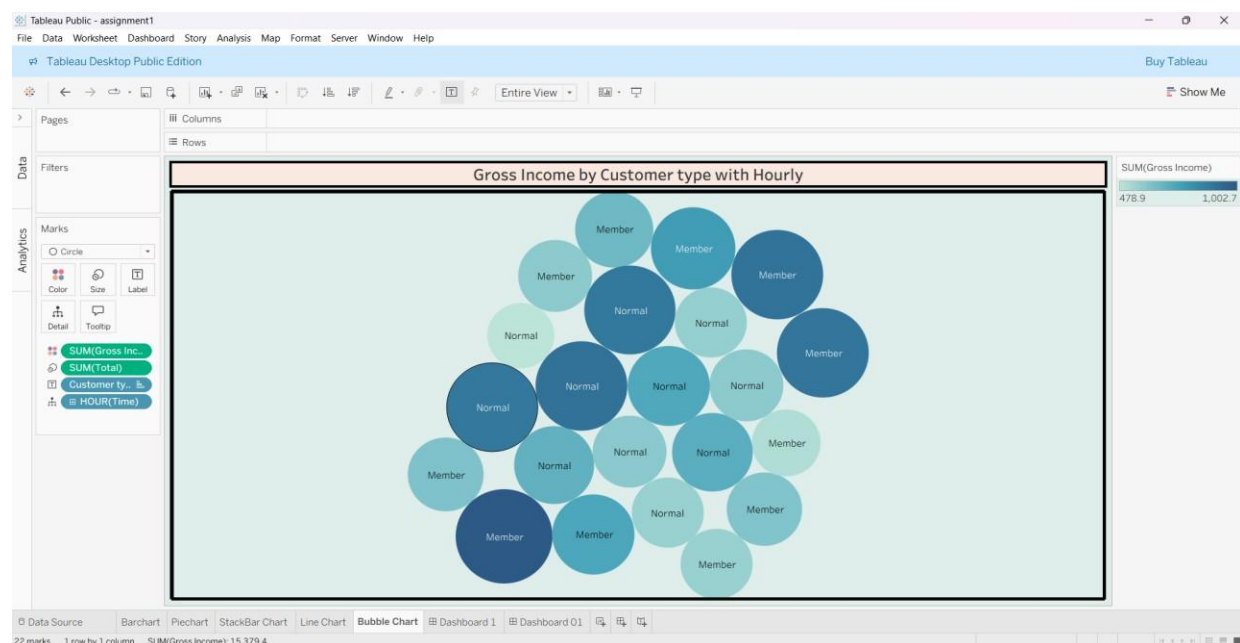 Tableau Public - assignment1
File Data Worksheet Dashboard Story Analysis Map Format Server Window Help
Tableau Desktop Public Edition
Buy Tableau
Entire View
Show Me
Pages
Columns
Rows
Data
Analytics
Filters
Marks
Circle
Color Size Label
Detail Tooltip
SUM(Gross Inc..
SUM(Total)
Customer ty..
HOUR(Time)
Gross Income by Customer type with Hourly
Member
Member
Member
Member
Normal
Normal
Normal
Member
Normal
Normal
Normal
Normal
Member
Normal
Normal
Normal
Member
Member
Normal
Member
Member
Member
SUM(Gross Income)
478.9 1,002.7
Data Source Barchart Piechart StackBar Chart Line Chart Bubble Chart Dashboard 1 Dashboard 01
22 marks 1 row by 1 column SUM(Gross Income): 15,379.4